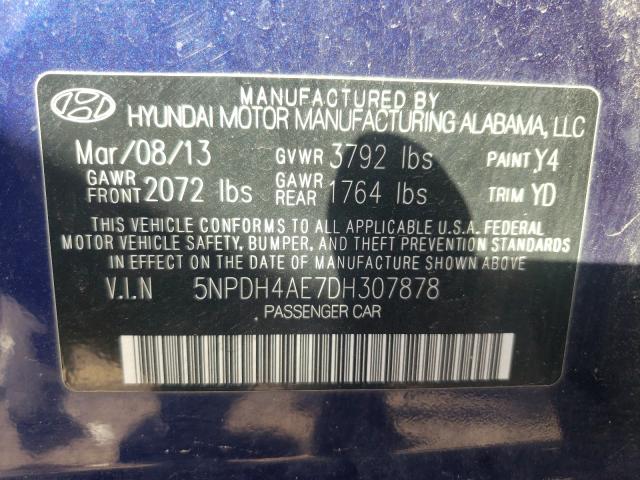 MANUFACTURED BY
HYUNDAI MOTOR MANUFACTURING ALABAMA, LLC
Mar/08/13 GVWR 3792 lbs PAINT Y4
GAWR FRONT 2072 lbs GAWR REAR 1764 lbs TRIM YD
THIS VEHICLE CONFORMS TO ALL APPLICABLE U.S.A. FEDERAL
MOTOR VEHICLE SAFETY, BUMPER, AND THEFT PREVENTION STANDARDS
IN EFFECT ON THE DATE OF MANUFACTURE SHOWN ABOVE.
V.I.N 5NPDH4AE7DH307878
PASSENGER CAR